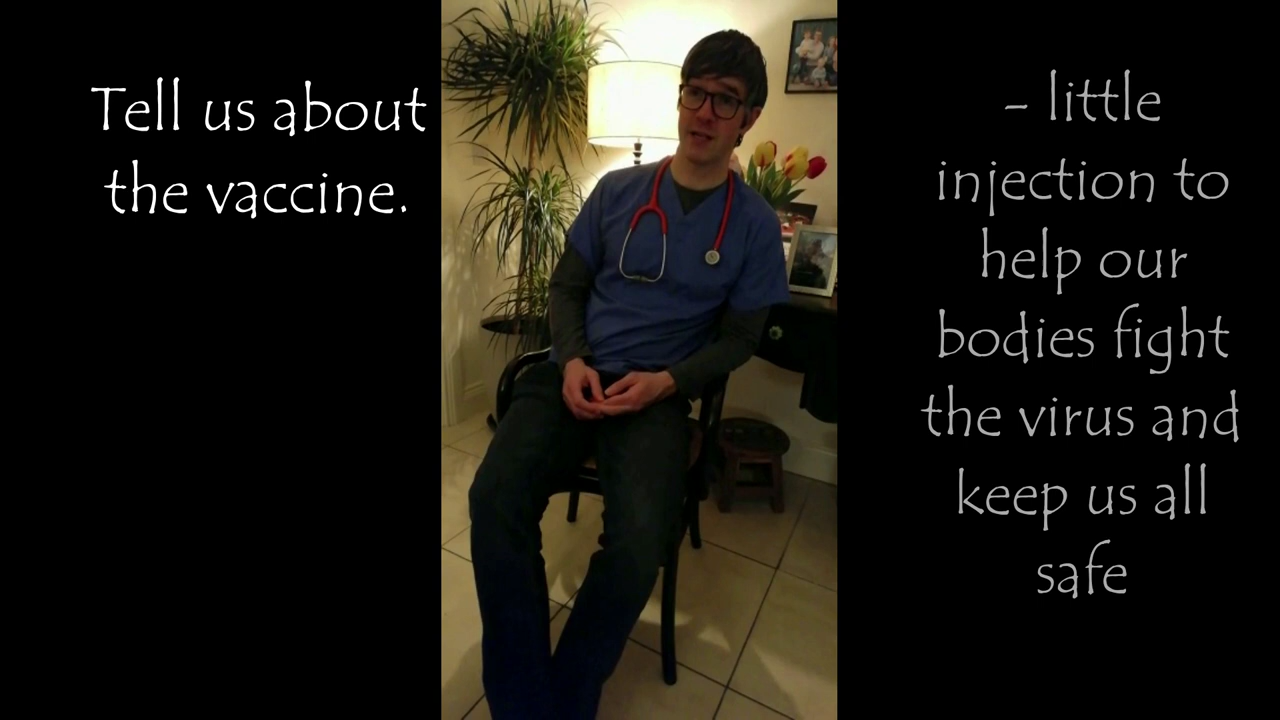 Tell us about
the vaccine.
- little
injection to
help our
bodies fight
the virus and
keep us all
safe